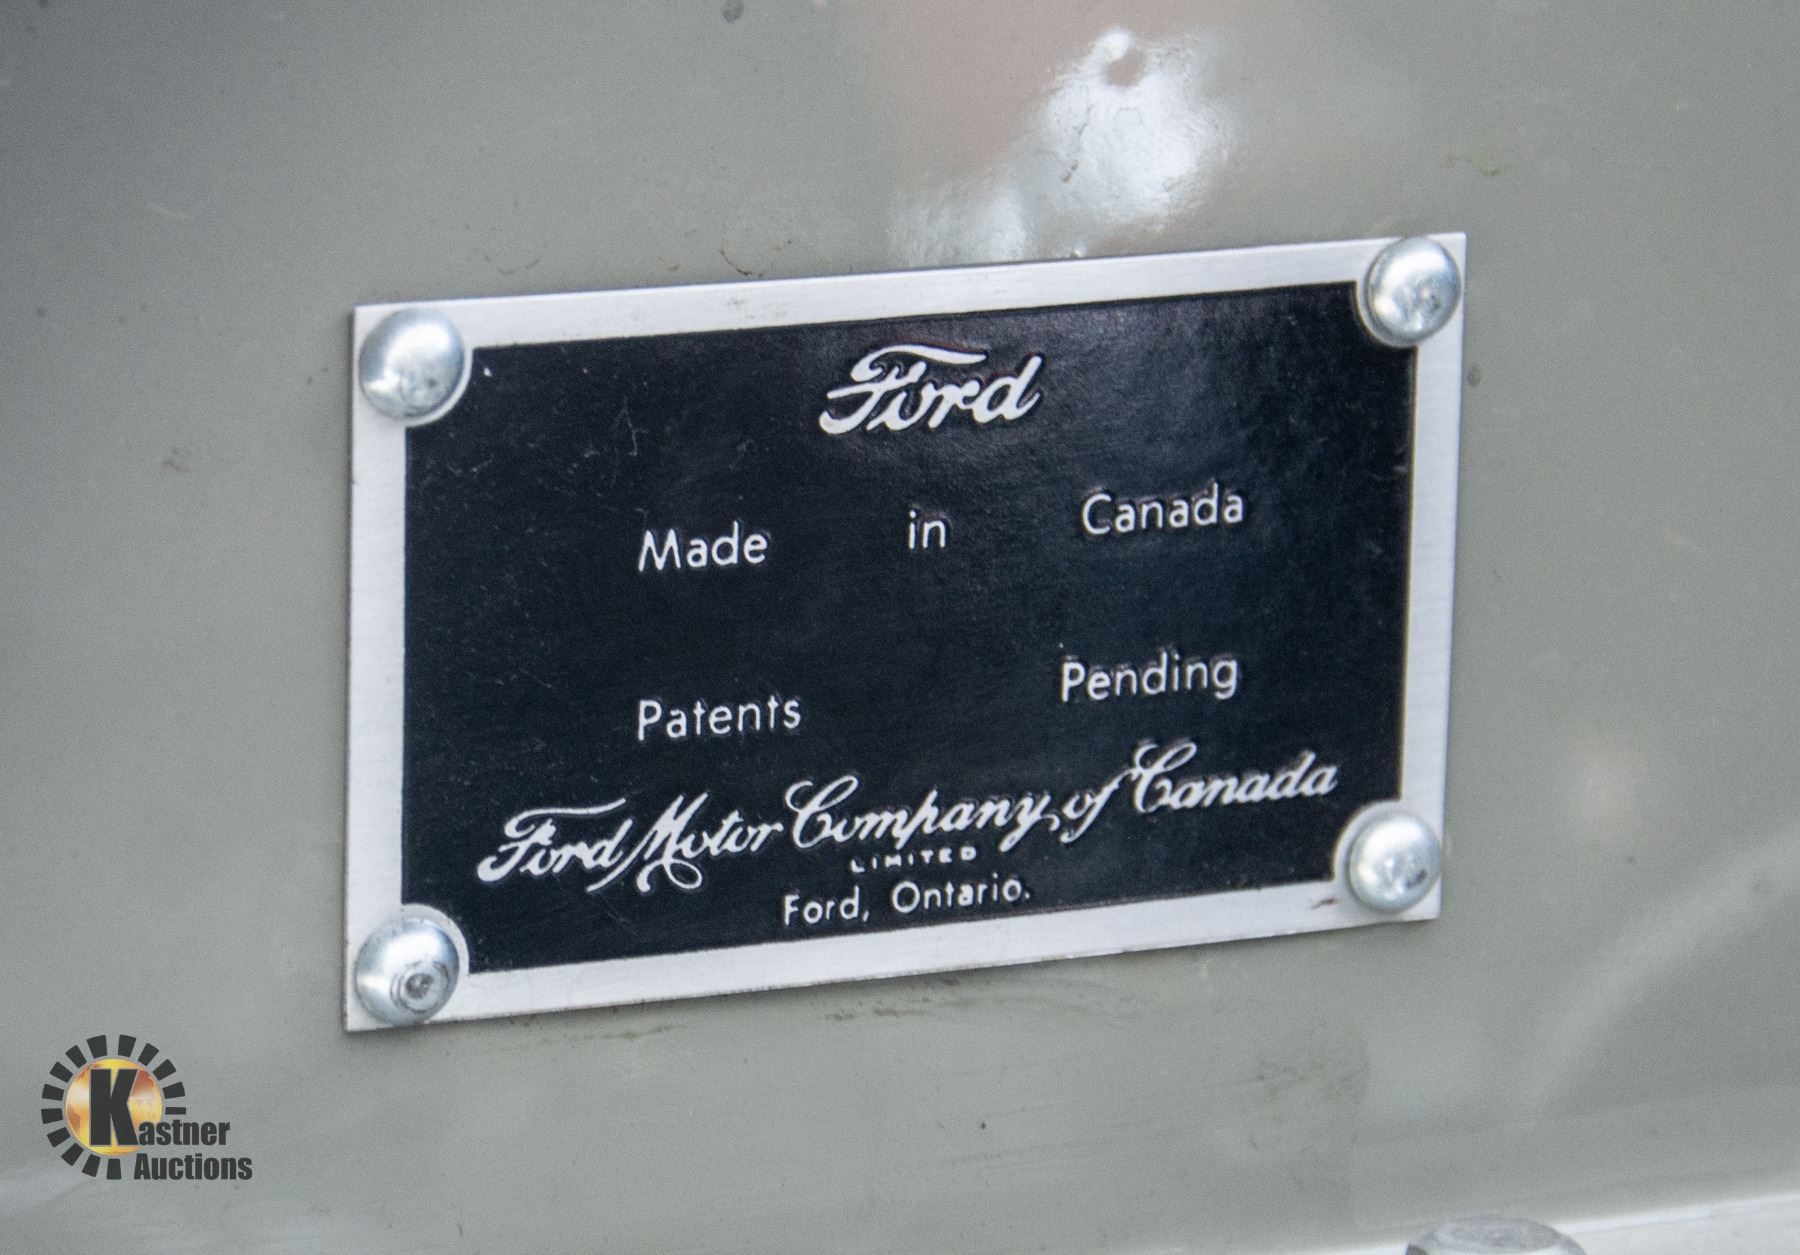 Ford
Made in Canada
Patents Pending
Ford Motor Company of Canada
LIMITED
Ford, Ontario.
Kastner
Auctions